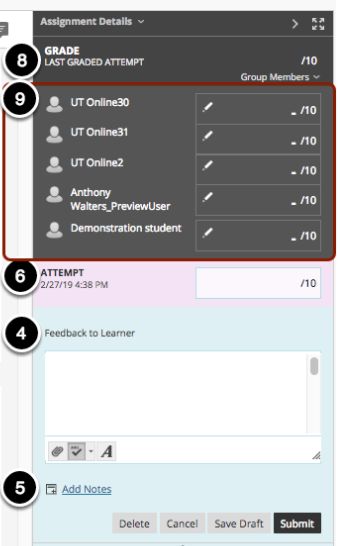 Assignment Details
8
GRADE
LAST GRADED ATTEMPT
/10
Group Members
9
UT Online30
- /10
UT Online31
- /10
UT Online2
- /10
Anthony
Walters_PreviewUser
- /10
Demonstration student
- /10
6
ATTEMPT
2/27/19 4:38 PM
/10
4
Feedback to Learner
A
5
Add Notes
Delete Cancel Save Draft Submit